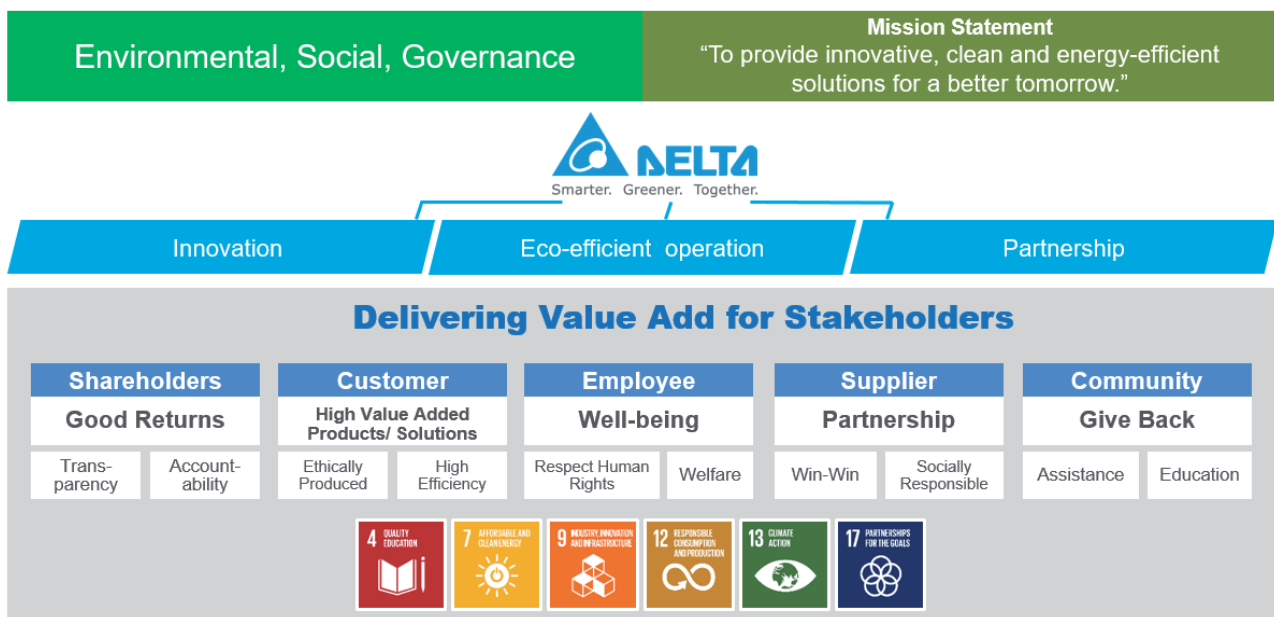 Environmental, Social, Governance
Mission Statement
“To provide innovative, clean and energy-efficient
solutions for a better tomorrow.”
DELTA
Smarter. Greener. Together.
Innovation
Eco-efficient operation
Partnership
Delivering Value Add for Stakeholders
Shareholders
Good Returns
Trans-
parency
Account-
ability
Customer
High Value Added
Products/ Solutions
Ethically
Produced
High
Efficiency
Employee
Well-being
Respect Human
Rights
Welfare
Supplier
Partnership
Win-Win
Socially
Responsible
Community
Give Back
Assistance
Education
4 QUALITY
EDUCATION
7 AFFORDABLE AND
CLEAN ENERGY
9 INDUSTRY, INNOVATION
AND INFRASTRUCTURE
12 RESPONSIBLE
CONSUMPTION
AND PRODUCTION
13 CLIMATE
ACTION
17 PARTNERSHIPS
FOR THE GOALS